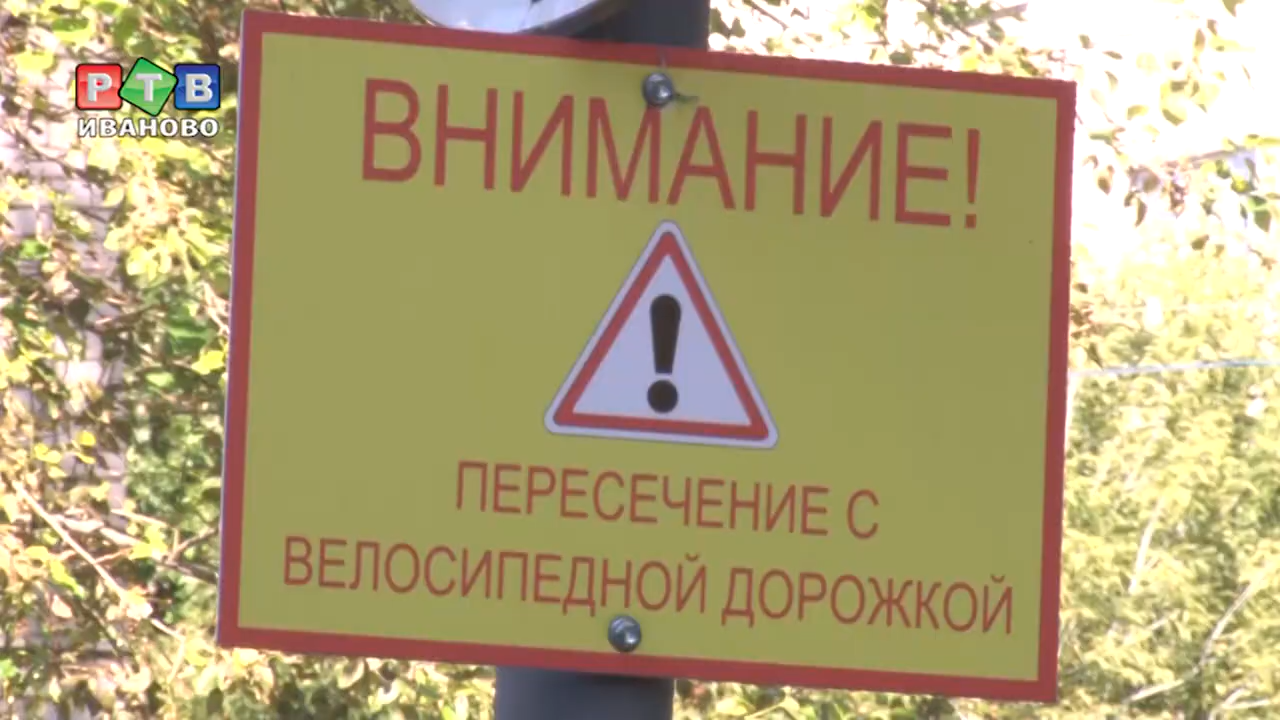 РТВ
ИВАНОВО
ВНИМАНИЕ!
ПЕРЕСЕЧЕНИЕ С
ВЕЛОСИПЕДНОЙ ДОРОЖКОЙ